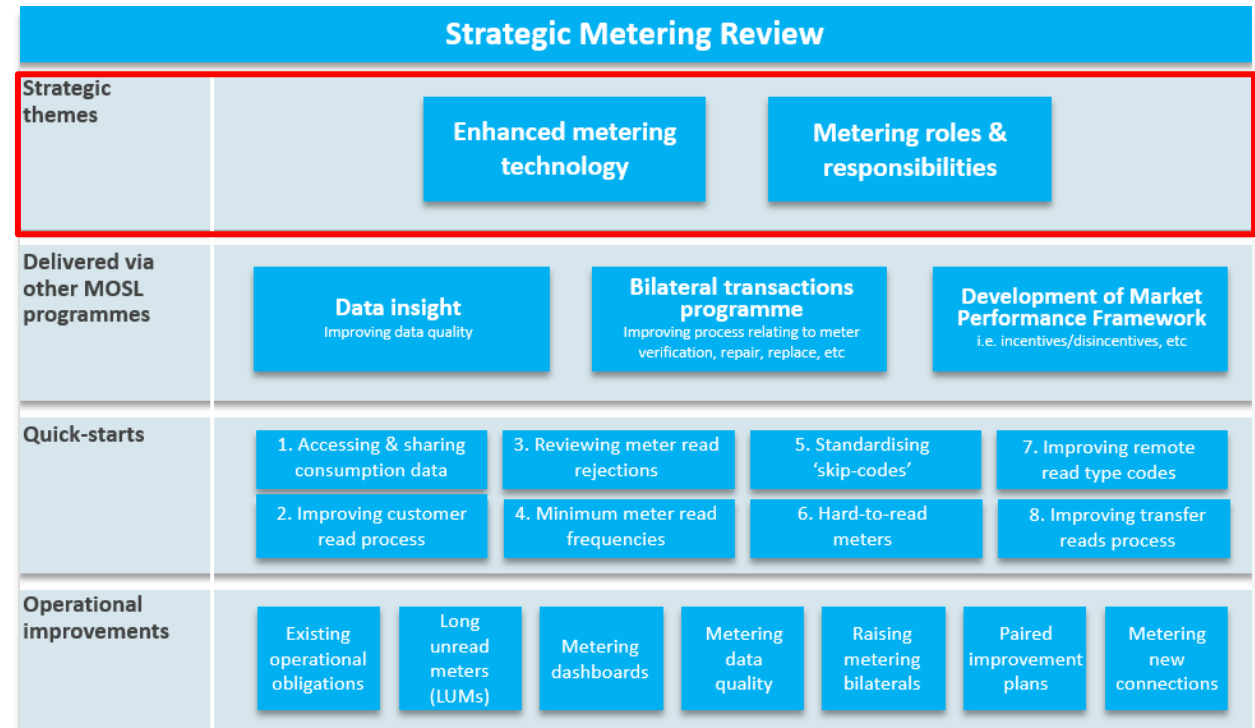 Strategic Metering Review
Strategic
themes
Enhanced metering
technology
Metering roles &
responsibilities
Delivered via
other MOSL
programmes
Data insight
Improving data quality
Bilateral transactions
programme
Improving process relating to meter
verification, repair, replace, etc
Development of Market
Performance Framework
i.e. incentives/disincentives, etc
Quick-starts
1. Accessing & sharing
consumption data
3. Reviewing meter read
rejections
5. Standardising
‘skip-codes’
7. Improving remote
read type codes
2. Improving customer
read process
4. Minimum meter read
frequencies
6. Hard-to-read
meters
8. Improving transfer
reads process
Operational
improvements
Existing
operational
obligations
Long
unread
meters
(LUMs)
Metering
dashboards
Metering
data
quality
Raising
metering
bilaterals
Paired
improvement
plans
Metering
new
connections